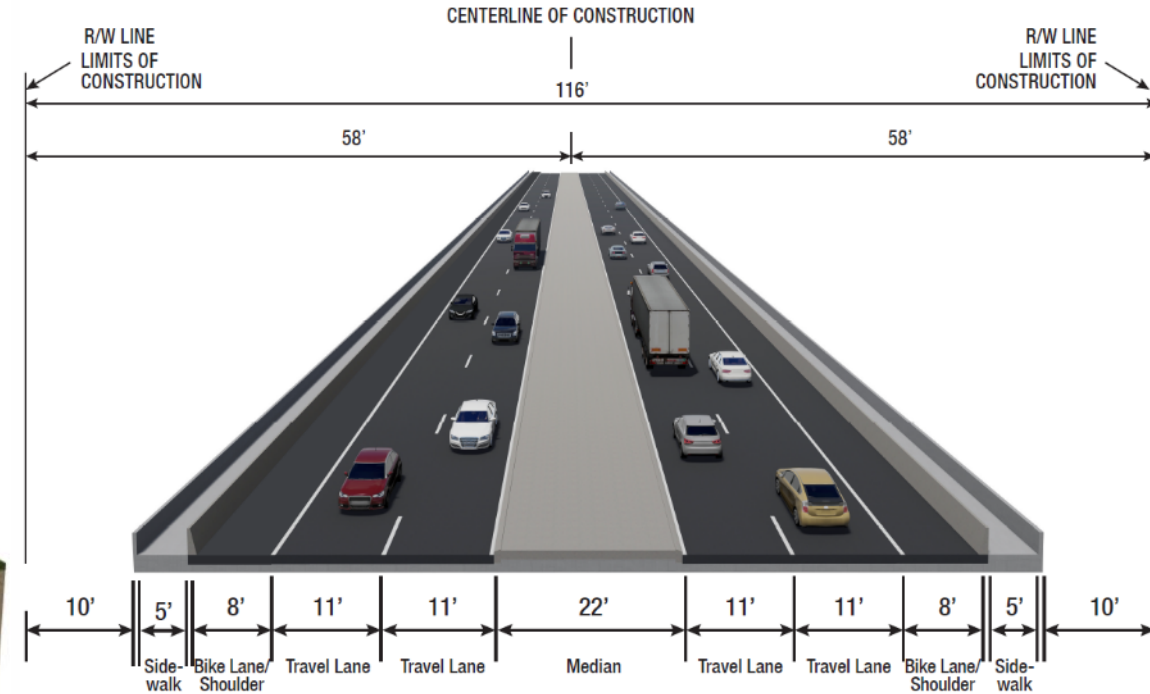 CENTERLINE OF CONSTRUCTION
R/W LINE
LIMITS OF
CONSTRUCTION
R/W LINE
LIMITS OF
CONSTRUCTION
116'
58'
58'
10'
5'
8'
11'
11'
22'
11'
11'
8'
5'
10'
Side-
walk
Bike Lane/
Shoulder
Travel Lane
Travel Lane
Median
Travel Lane
Travel Lane
Bike Lane/
Shoulder
Side-
walk